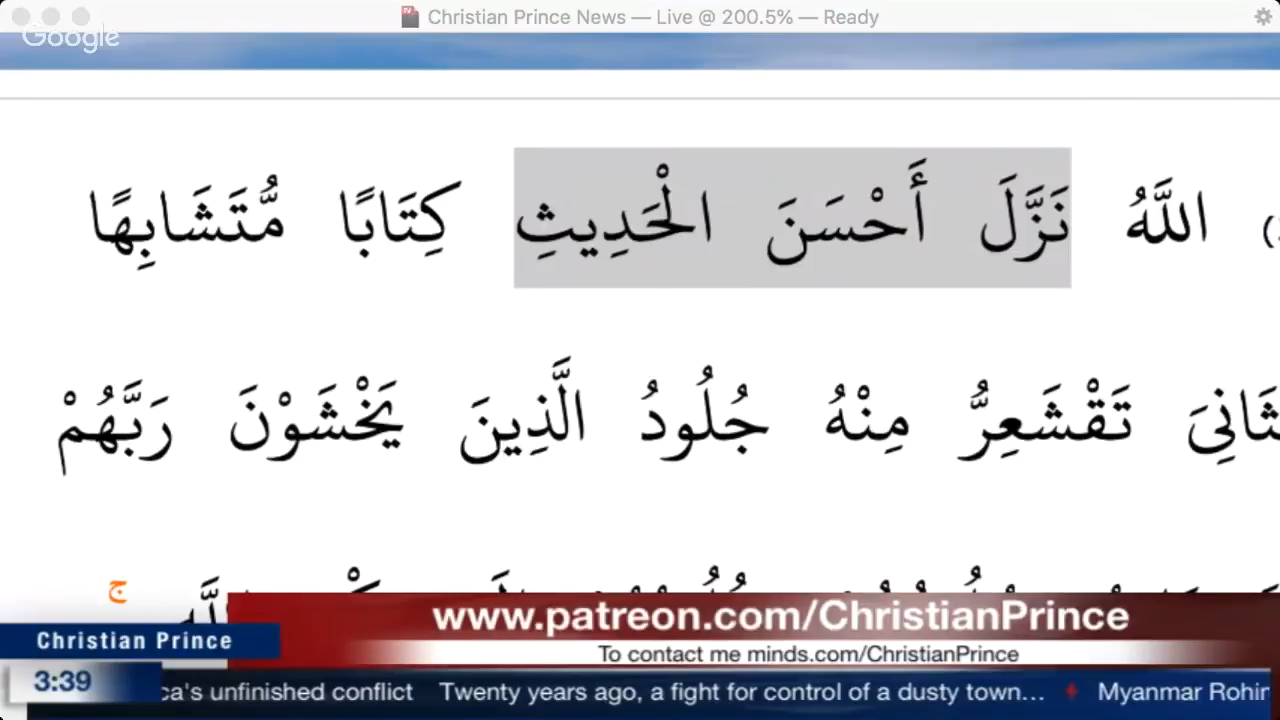 Christian Prince News — Live @ 200.5% — Ready
Google
اللَّهُ نَزَّلَ أَحْسَنَ الْحَدِيثِ كِتَابًا مُّتَشَابِهًا
تَقْشَعِرُّ مِنْهُ جُلُودُ الَّذِينَ يَخْشَوْنَ رَبَّهُمْ
ج
www.patreon.com/ChristianPrince
Christian Prince
To contact me minds.com/ChristianPrince
3:39
unfinished conflict Twenty years ago, a fight for control of a dusty town... Myanmar